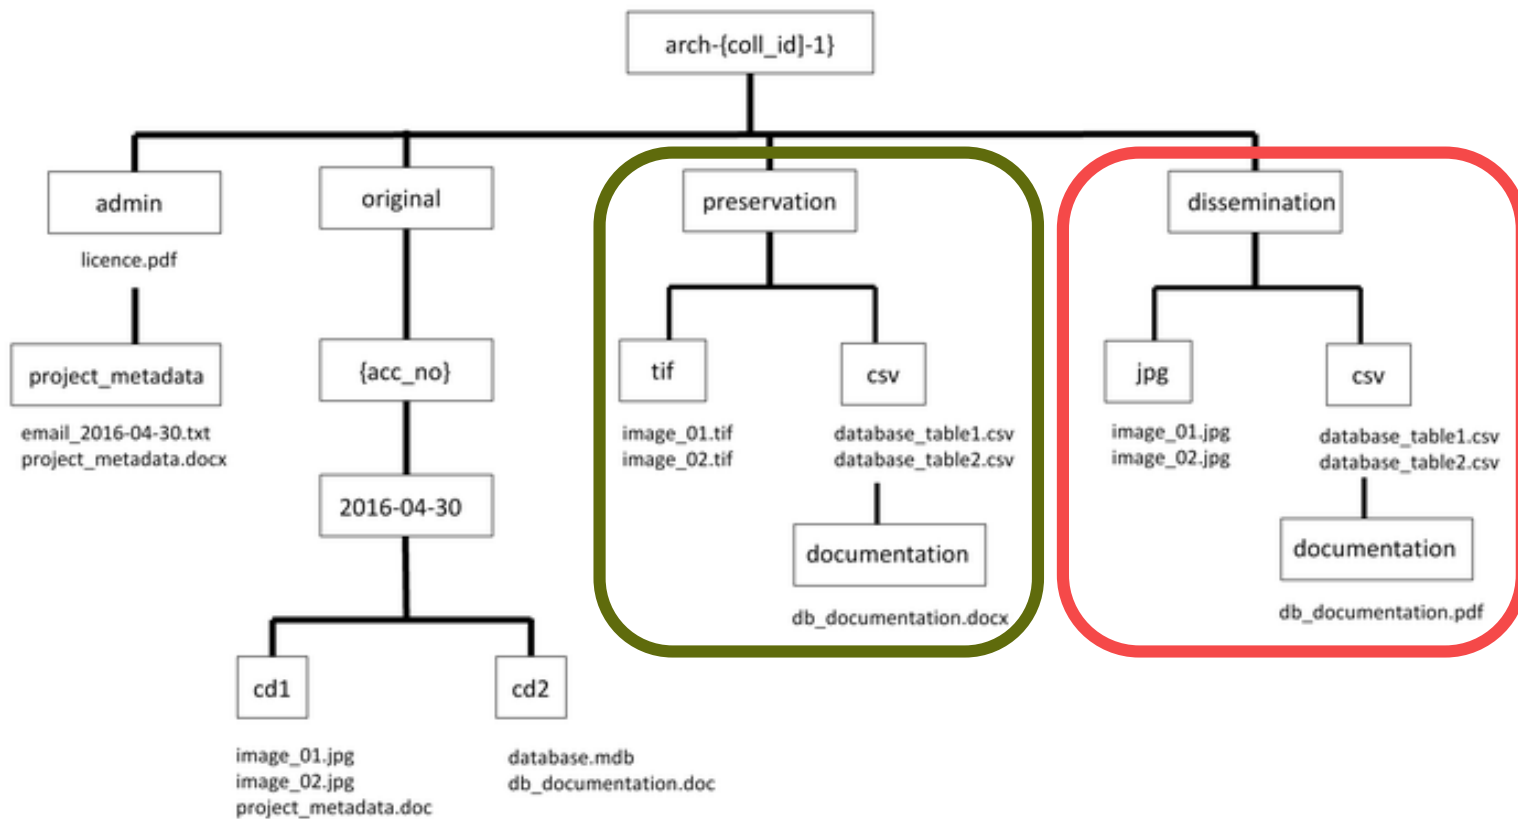 arch-{coll_id]-1}
admin
original
preservation
dissemination
licence.pdf
project_metadata
email_2016-04-30.txt
project_metadata.docx
{acc_no}
2016-04-30
cd1
image_01.jpg
image_02.jpg
project_metadata.doc
cd2
database.mdb
db_documentation.doc
tif
image_01.tif
image_02.tif
csv
database_table1.csv
database_table2.csv
documentation
db_documentation.docx
jpg
image_01.jpg
image_02.jpg
csv
database_table1.csv
database_table2.csv
documentation
db_documentation.pdf